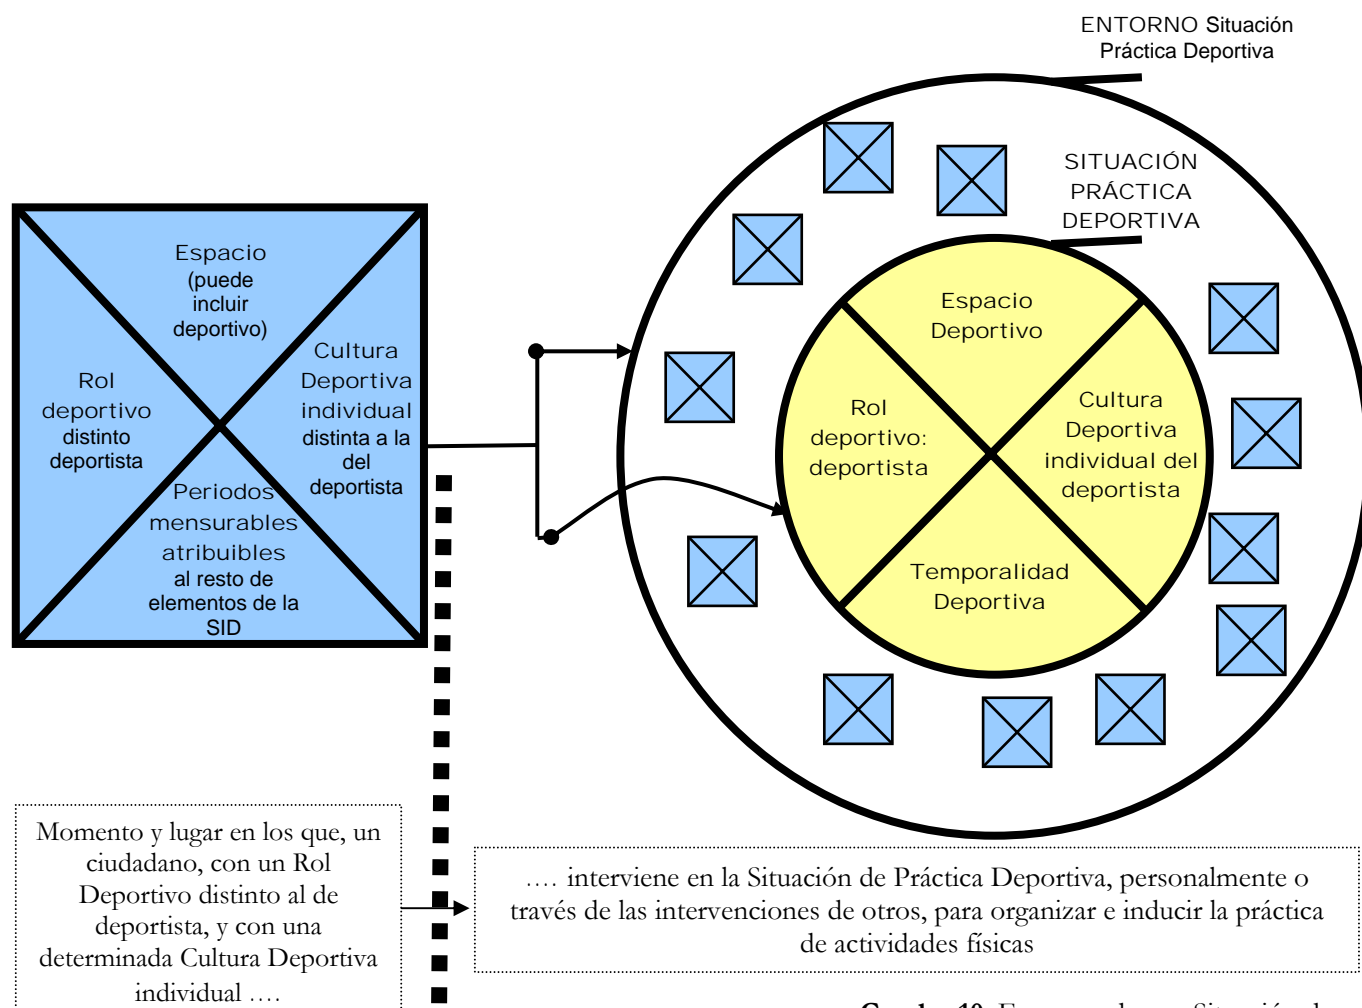 ENTORNO Situación
Práctica Deportiva
SITUACIÓN
PRÁCTICA
DEPORTIVA
Espacio
(puede
incluir
deportivo)
Rol
deportivo
distinto
deportista
Cultura
Deportiva
individual
distinta a la
del
deportista
Periodos
mensurables
atribuibles
al resto de
elementos de la
SID
Espacio
Deportivo
Rol
deportivo:
deportista
Cultura
Deportiva
individual del
deportista
Temporalidad
Deportiva
Momento y lugar en los que, un
ciudadano, con un Rol
Deportivo distinto al de
deportista, y con una
determinada Cultura Deportiva
individual ….
…. interviene en la Situación de Práctica Deportiva, personalmente o
través de las intervenciones de otros, para organizar e inducir la práctica
de actividades físicas